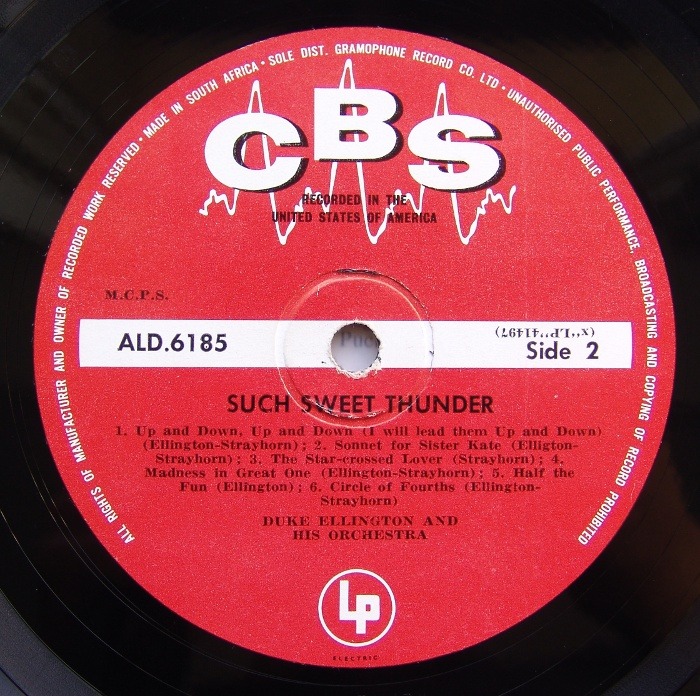 ALL RIGHTS OF MANUFACTURER AND OWNER OF RECORDED WORK RESERVED • MADE IN SOUTH AFRICA • SOLE DIST. GRAMOPHONE RECORD CO. LTD • UNAUTHORISED PUBLIC PERFORMANCE. BROADCASTING AND COPYING OF RECORD PROHIBITED
CBS
RECORDED IN THE
UNITED STATES OF AMERICA
M.C.P.S.
(x"LP"41497)
ALD.6185
Side 2
SUCH SWEET THUNDER
1. Up and Down, Up and Down (I will lead them Up and Down)
(Ellington-Strayhorn); 2. Sonnet for Sister Kate (Elligton-
Strayhorn); 3. The Star-crossed Lover (Strayhorn); 4.
Madness in Great One (Ellington-Strayhorn); 5. Half the
Fun (Ellington); 6. Circle of Fourths (Ellington-
Strayhorn)
DUKE ELLINGTON AND
HIS ORCHESTRA
LP
ELECTRIC